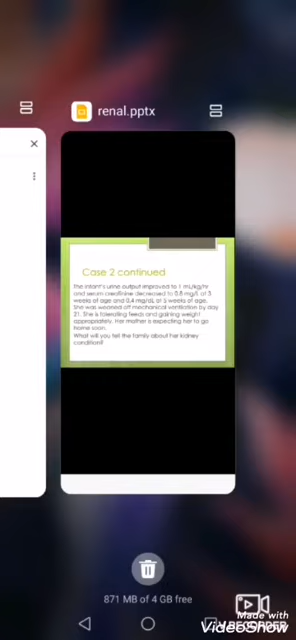 renal.pptx
Case 2 continued
The infant's urine output improved to 1 mL/kg/hr
and serum creatinine decreased to 0.8 mg/L at 3
weeks of age and 0.4 mg/dL at 5 weeks of age.
She was weaned off mechanical ventilation by day
21. She is tolerating feeds and gaining weight
appropriately. Her mother is expecting her to go
home soon.
What will you tell the family about her kidney
condition?
871 MB of 4 GB free
Made with
VideoShow